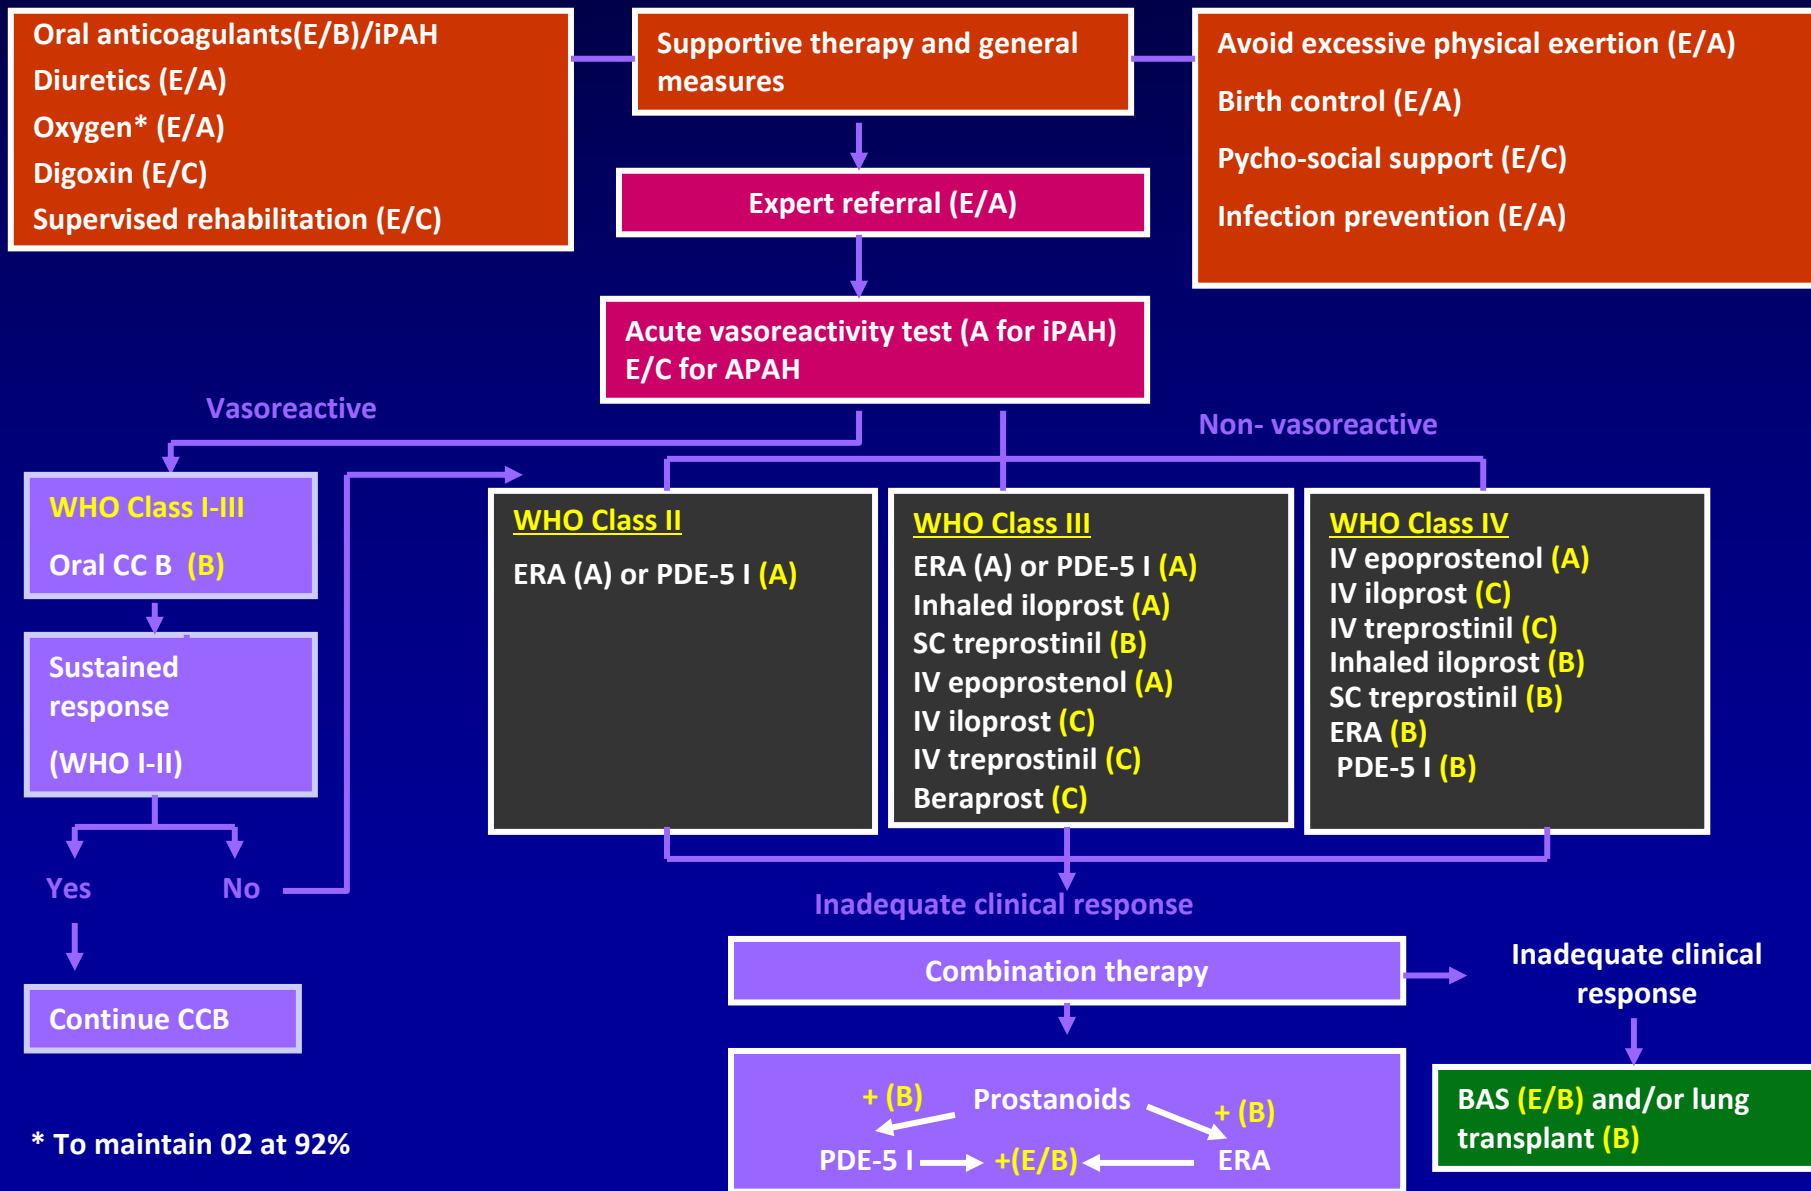 Oral anticoagulants(E/B)/iPAH
Diuretics (E/A)
Oxygen* (E/A)
Digoxin (E/C)
Supervised rehabilitation (E/C)
Supportive therapy and general
measures
Avoid excessive physical exertion (E/A)
Birth control (E/A)
Pycho-social support (E/C)
Infection prevention (E/A)
Expert referral (E/A)
Acute vasoreactivity test (A for iPAH)
E/C for APAH
Vasoreactive
Non- vasoreactive
WHO Class I-III
Oral CC B (B)
Sustained
response
(WHO I-II)
Yes
No
Continue CCB
WHO Class II
ERA (A) or PDE-5 I (A)
WHO Class III
ERA (A) or PDE-5 I (A)
Inhaled iloprost (A)
SC treprostinil (B)
IV epoprostenol (A)
IV iloprost (C)
IV treprostinil (C)
Beraprost (C)
WHO Class IV
IV epoprostenol (A)
IV iloprost (C)
IV treprostinil (C)
Inhaled iloprost (B)
SC treprostinil (B)
ERA (B)
PDE-5 I (B)
Inadequate clinical response
Combination therapy
Inadequate clinical
response
+ (B) Prostanoids + (B)
PDE-5 I +(E/B) ERA
BAS (E/B) and/or lung
transplant (B)
* To maintain 02 at 92%